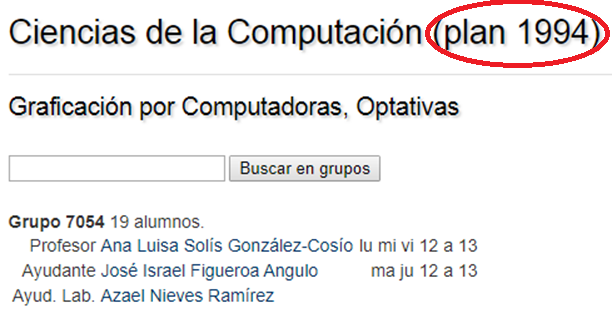 Ciencias de la Computación (plan 1994)
Graficación por Computadoras, Optativas
Buscar en grupos
Grupo 7054 19 alumnos.
Profesor Ana Luisa Solís González-Cosío lu mi vi 12 a 13
Ayudante José Israel Figueroa Angulo ma ju 12 a 13
Ayud. Lab. Azael Nieves Ramírez